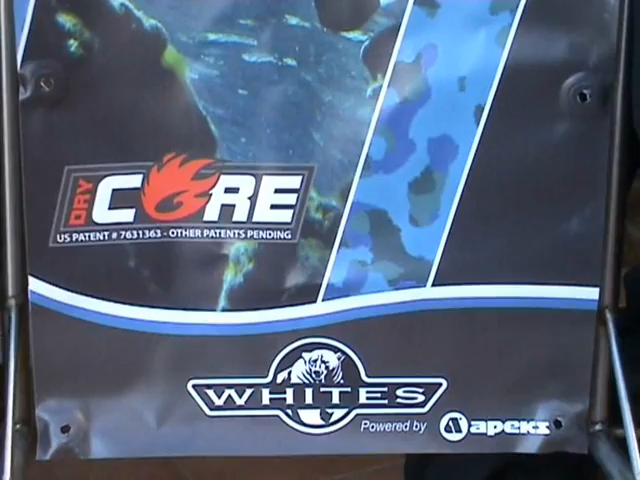 DRY CORE
US PATENT # 7631363 - OTHER PATENTS PENDING
WHITES
Powered by apeks